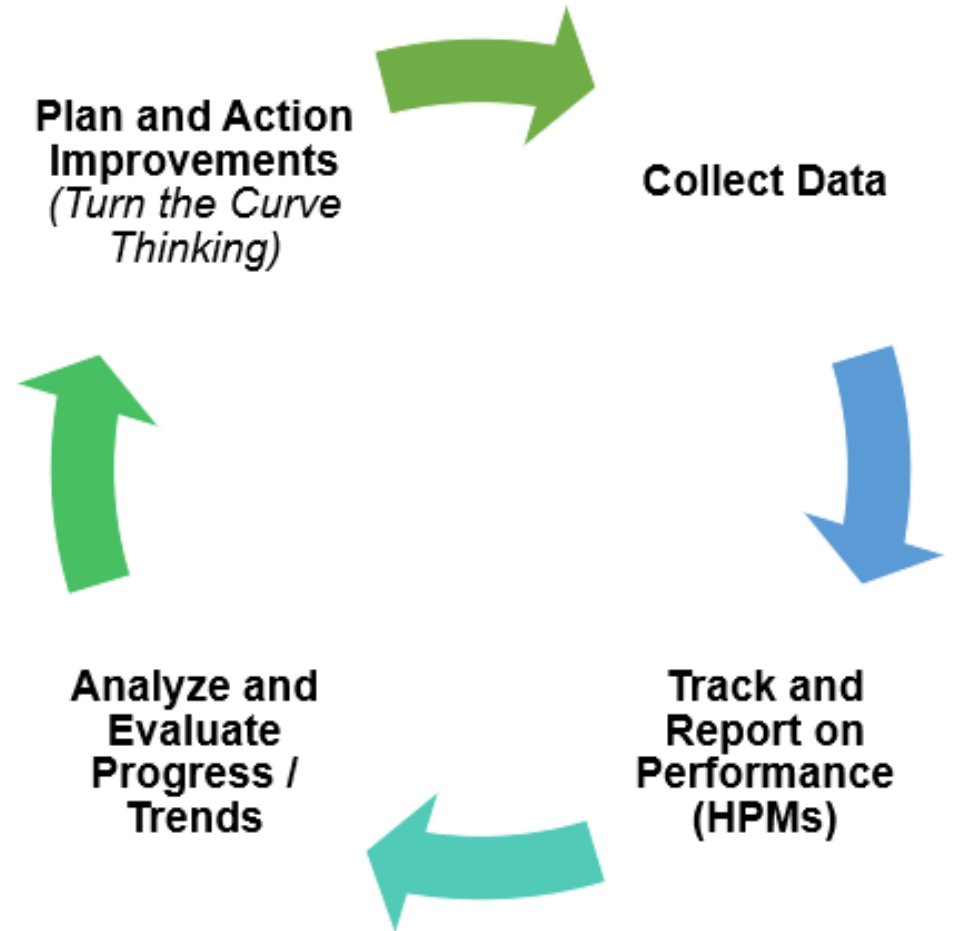 Plan and Action
Improvements
(Turn the Curve
Thinking)
Collect Data
Track and
Report on
Performance
(HPMs)
Analyze and
Evaluate
Progress /
Trends